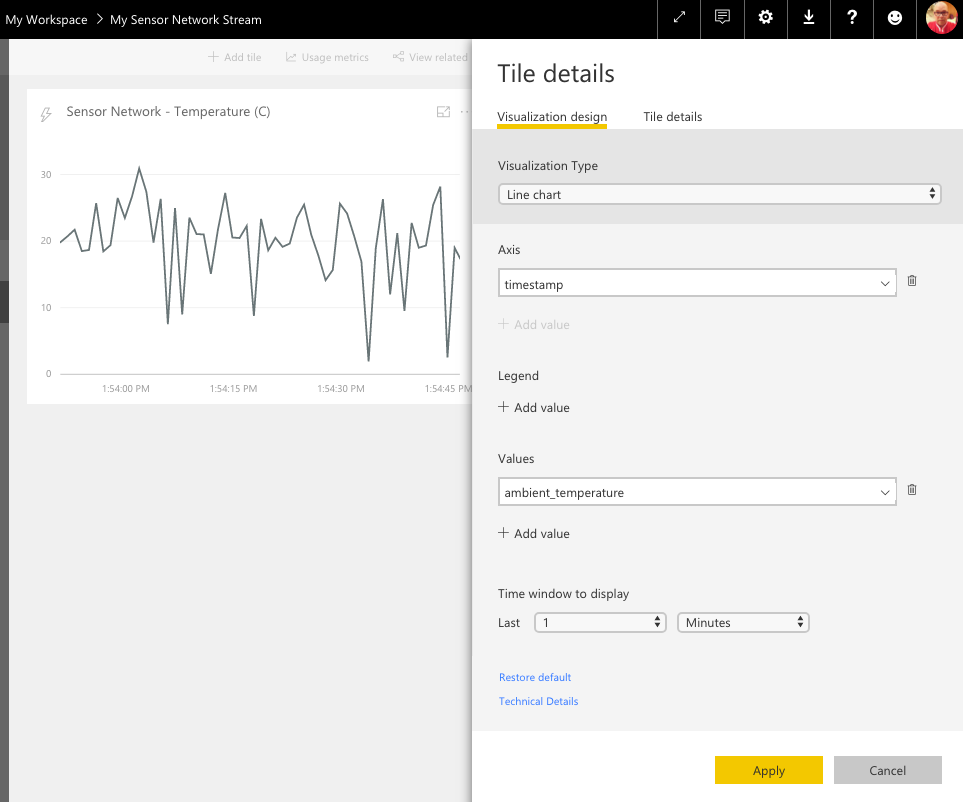 My Workspace > My Sensor Network Stream
Add tile Usage metrics View related
Sensor Network - Temperature (C)
30
20
10
0
1:54:00 PM 1:54:15 PM 1:54:30 PM 1:54:45 PM
Tile details
Visualization design Tile details
Visualization Type
Line chart
Axis
timestamp
+ Add value
Legend
+ Add value
Values
ambient_temperature
+ Add value
Time window to display
Last 1 Minutes
Restore default
Technical Details
Apply Cancel